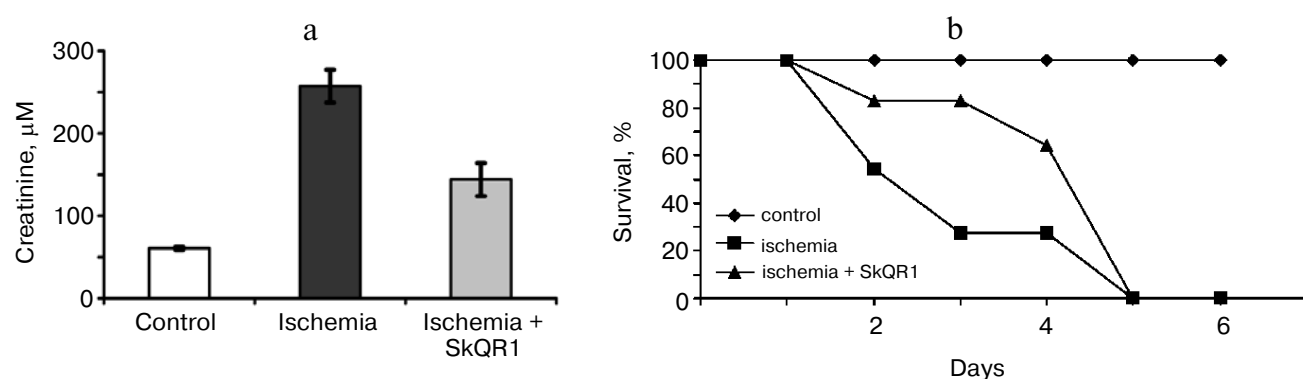 a
300
200
100
0
Creatinine, μM
Control
Ischemia
Ischemia +
SkQR1
b
100
80
60
40
20
0
Survival, %
control
ischemia
ischemia + SkQR1
2
4
6
Days